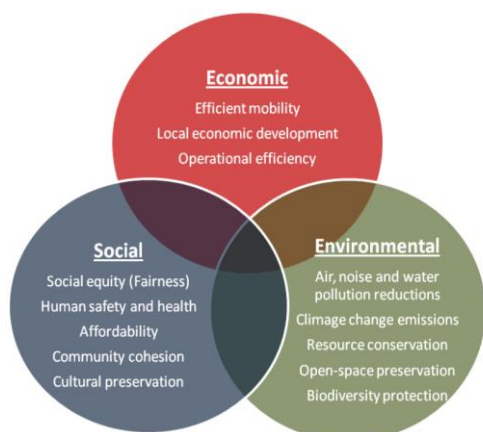 Economic
Efficient mobility
Local economic development
Operational efficiency
Social
Social equity (Fairness)
Human safety and health
Affordability
Community cohesion
Cultural preservation
Environmental
Air, noise and water
pollution reductions
Climage change emissions
Resource conservation
Open-space preservation
Biodiversity protection